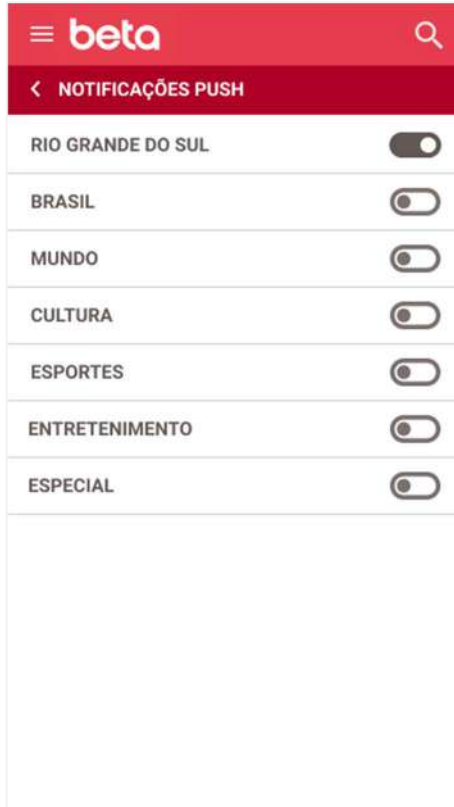 beta
NOTIFICAÇÕES PUSH
RIO GRANDE DO SUL
BRASIL
MUNDO
CULTURA
ESPORTES
ENTRETENIMENTO
ESPECIAL